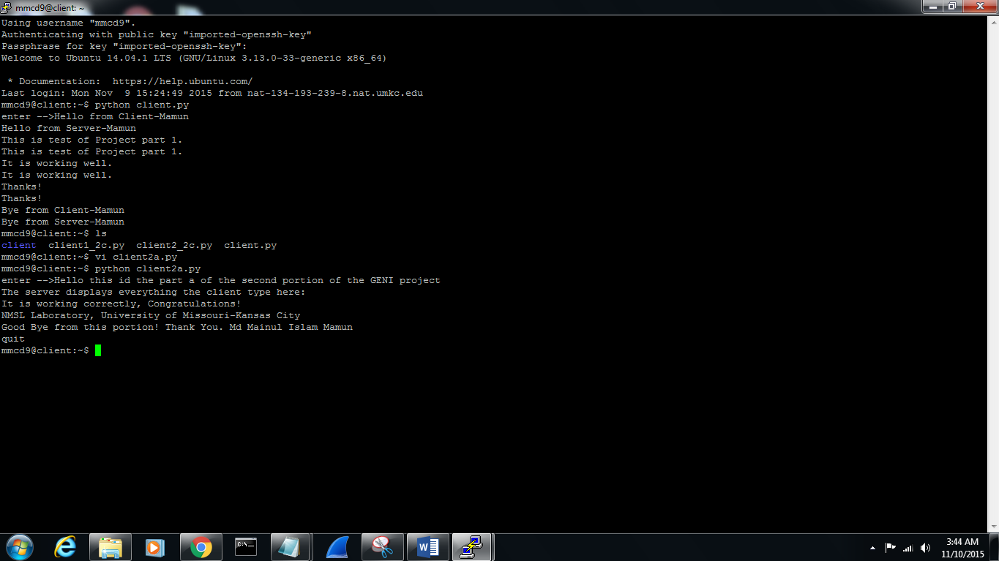 mmcd9@client: ~
Using username "mmcd9".
Authenticating with public key "imported-openssh-key"
Passphrase for key "imported-openssh-key":
Welcome to Ubuntu 14.04.1 LTS (GNU/Linux 3.13.0-33-generic x86_64)
* Documentation:  https://help.ubuntu.com/
Last login: Mon Nov  9 15:24:49 2015 from nat-134-193-239-8.nat.umkc.edu
mmcd9@client:~$ python client.py
enter -->Hello from Client-Mamun
Hello from Server-Mamun
This is test of Project part 1.
This is test of Project part 1.
It is working well.
It is working well.
Thanks!
Thanks!
Bye from Client-Mamun
Bye from Server-Mamun
mmcd9@client:~$ ls
client  client1_2c.py  client2_2c.py  client.py
mmcd9@client:~$ vi client2a.py
mmcd9@client:~$ python client2a.py
enter -->Hello this id the part a of the second portion of the GENI project
The server displays everything the client type here:
It is working correctly, Congratulations!
NMSL Laboratory, University of Missouri-Kansas City
Good Bye from this portion! Thank You. Md Mainul Islam Mamun
quit
mmcd9@client:~$
C:\_
W
3:44 AM
11/10/2015